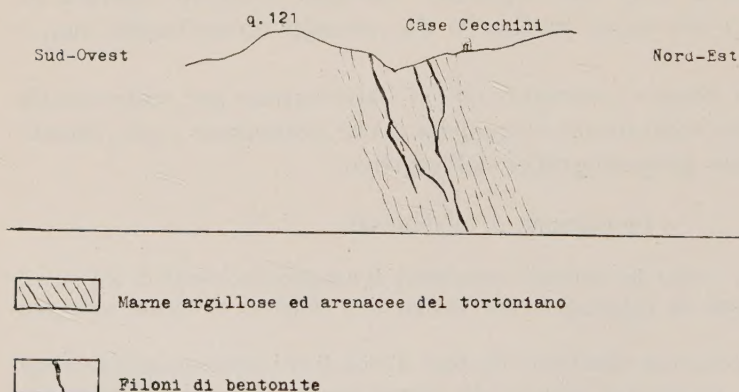 q.121
Case Cecchini
Sud-Ovest
Nord-Est
Marne argillose ed arenacee del tortoniano
Filoni di bentonite